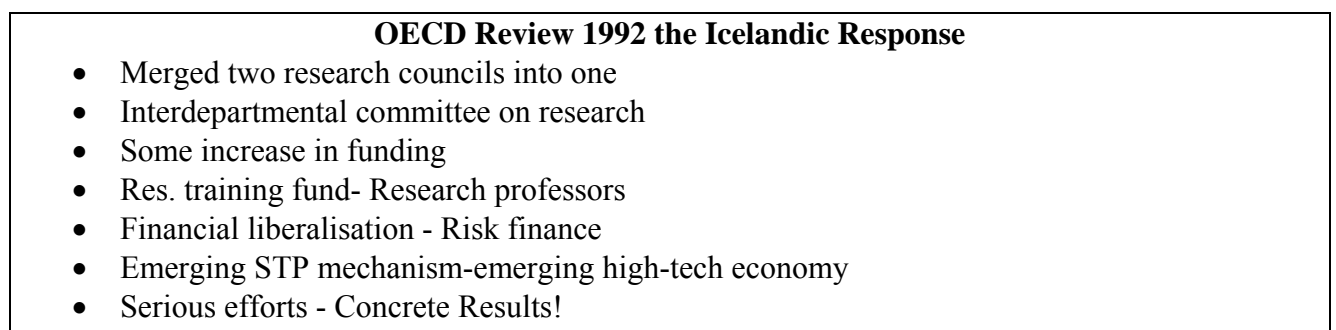 OECD Review 1992 the Icelandic Response
• Merged two research councils into one
• Interdepartmental committee on research
• Some increase in funding
• Res. training fund- Research professors
• Financial liberalisation - Risk finance
• Emerging STP mechanism-emerging high-tech economy
• Serious efforts - Concrete Results!